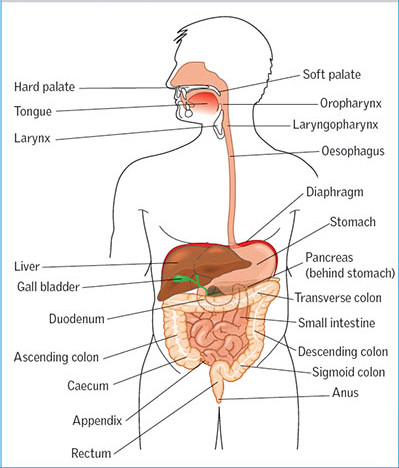 Hard palate
Tongue
Larynx
Soft palate
Oropharynx
Laryngopharynx
Oesophagus
Diaphragm
Stomach
Liver
Gall bladder
Duodenum
Ascending colon
Caecum
Appendix
Rectum
Pancreas
(behind stomach)
Transverse colon
Small intestine
Descending colon
Sigmoid colon
Anus